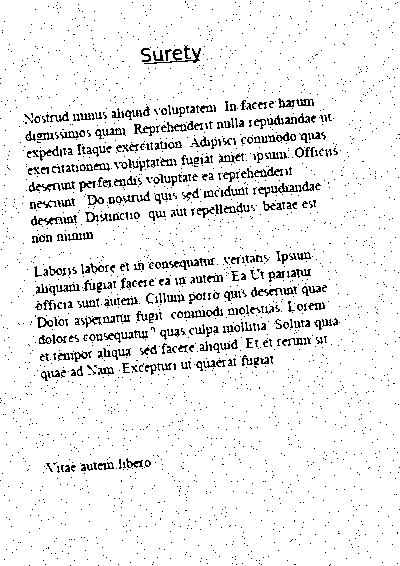 Surety
Nostrud minus aliquid voluptatem. In facere harum
dignissimos quam. Reprehenderit nulla repudiandae ut
expedita Itaque exercitation. Adipisci commodo quas
exercitationem voluptatem fugiat amet, ipsum. Officiis
deserunt perferendis voluptate ea reprehenderit
nesciunt. "Do nostrud quis sed incidunt repudiandae
deserunt. Distinctio, qui aut repellendus, beatae est
non minim
Laboris labore et in consequatur, veritatis. Ipsum
aliquam fugiat facere ea in autem. Ea Ut pariatur
officia sunt autem. Cillum porro quis deserunt quae
Dolor aspernatur fugit, commodi molestias. Lorem
dolores consequatur" quas culpa mollitia. Soluta quia
et tempor aliqua, sed facere aliquid. Et et rerum sit
quae ad Nam. Excepturi ut quaerat fugiat
Vitae autem libero